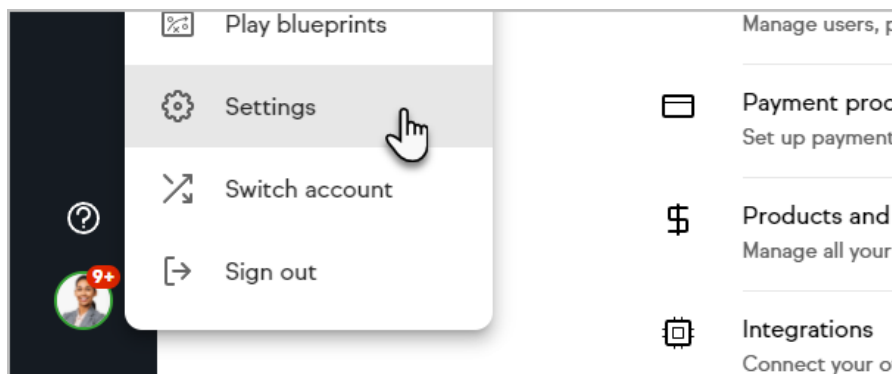 Play blueprints
Settings
Switch account
Sign out
9+
Manage users,
Payment
Set up payment
Products and
Manage all your
Integrations
Connect your